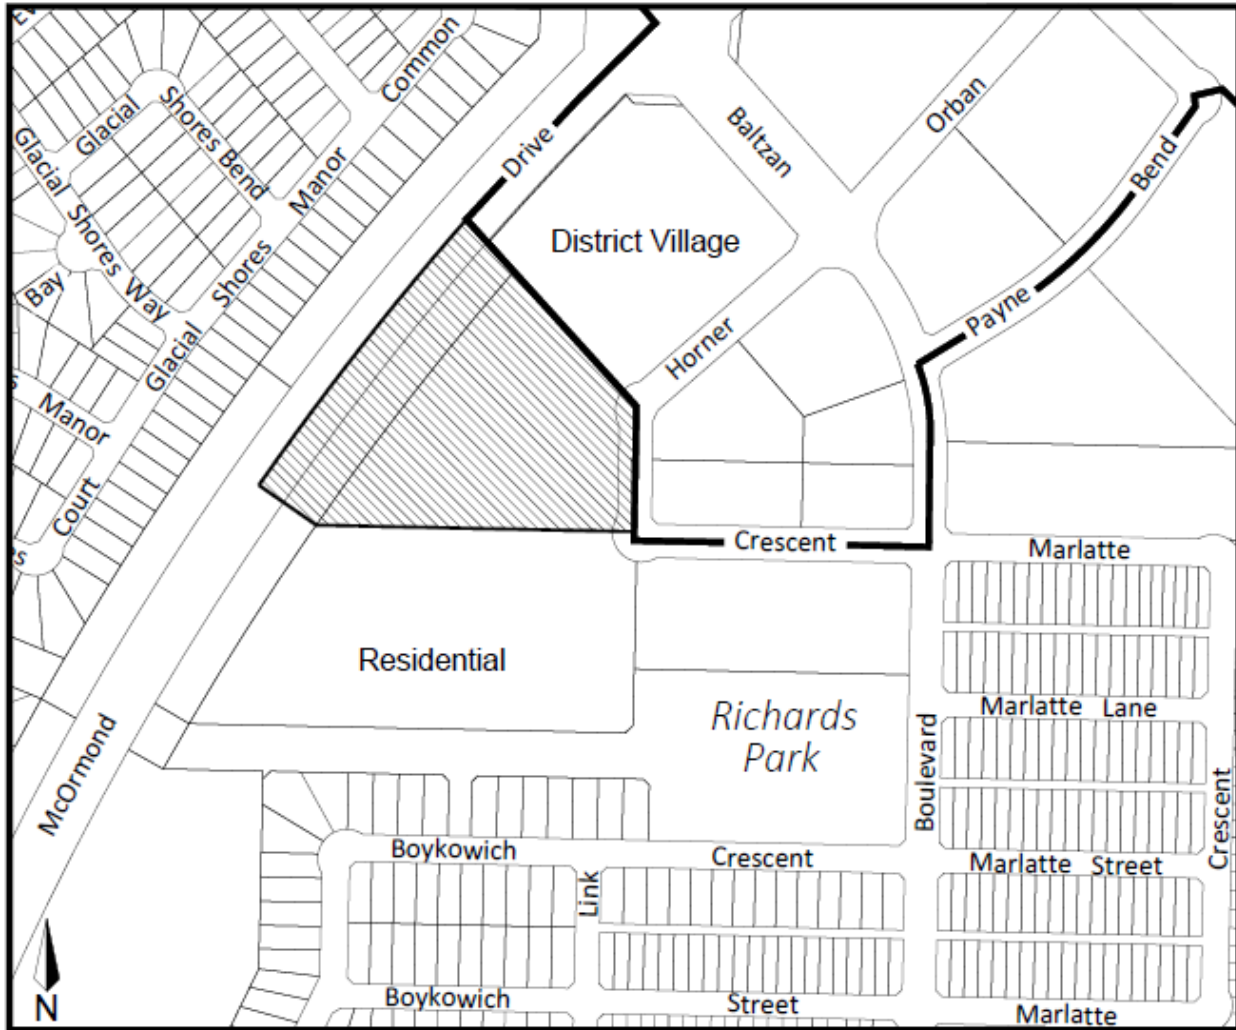 Common
Glacial
Shores Bend
Manor
Glacial
Shores Way
Bay
Shores
Glacial
Manor
Court
Drive
Baltzan
Orban
Bend
District Village
Payne
Horner
Crescent
Marlatte
Residential
Richards
Park
Marlatte Lane
Boulevard
McOrmond
Crescent
Boykowich
Crescent
Marlatte Street
Link
N
Boykowich
Street
Marlatte